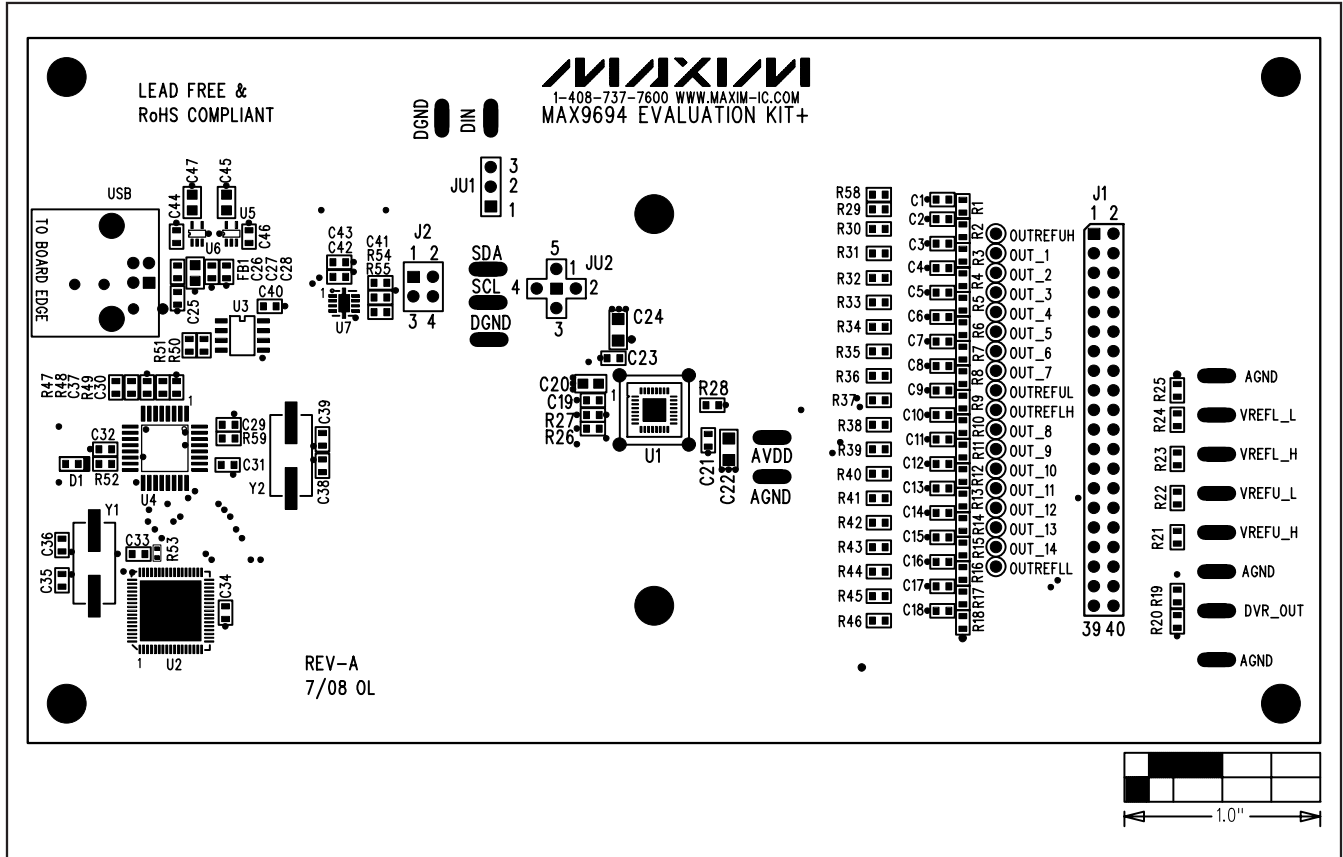 MAXIM
1-408-737-7600 WWW.MAXIM-IC.COM
MAX9694 EVALUATION KIT+
LEAD FREE &
RoHS COMPLIANT
DGND
DIN
JU1
3
2
1
USB
TO BOARD EDGE
C44
C47
C45
U5
C46
U6
FB1
C26
C27
C28
C25
U3
C40
R51
R50
C43
C42
C41
R54
R55
1
U7
J2
1 2
3 4
SDA
SCL
DGND
JU2
5
1
4
2
3
C24
C23
C20
C19
R27
R26
1
U1
R28
C21
C22
AVDD
AGND
R47
R48
C37
R49
C30
1
C29
R59
C31
C32
R52
D1
U4
Y2
C39
C38
Y1
C36
C35
C33
R53
C34
1
U2
REV-A
7/08 OL
R58
R29
R30
R31
R32
R33
R34
R35
R36
R37
R38
R39
R40
R41
R42
R43
R44
R45
R46
C1
C2
C3
C4
C5
C6
C7
C8
C9
C10
C11
C12
C13
C14
C15
C16
C17
C18
R1
R2
R3
R4
R5
R6
R7
R8
R9
R10
R11
R12
R13
R14
R15
R16
R17
R18
OUTREFUH
OUT_1
OUT_2
OUT_3
OUT_4
OUT_5
OUT_6
OUT_7
OUTREFUL
OUTREFLH
OUT_8
OUT_9
OUT_10
OUT_11
OUT_12
OUT_13
OUT_14
OUTREFLL
J1
1 2
39 40
R25
R24
R23
R22
R21
R19
R20
AGND
VREFL_L
VREFL_H
VREFU_L
VREFU_H
AGND
DVR_OUT
AGND
1.0"